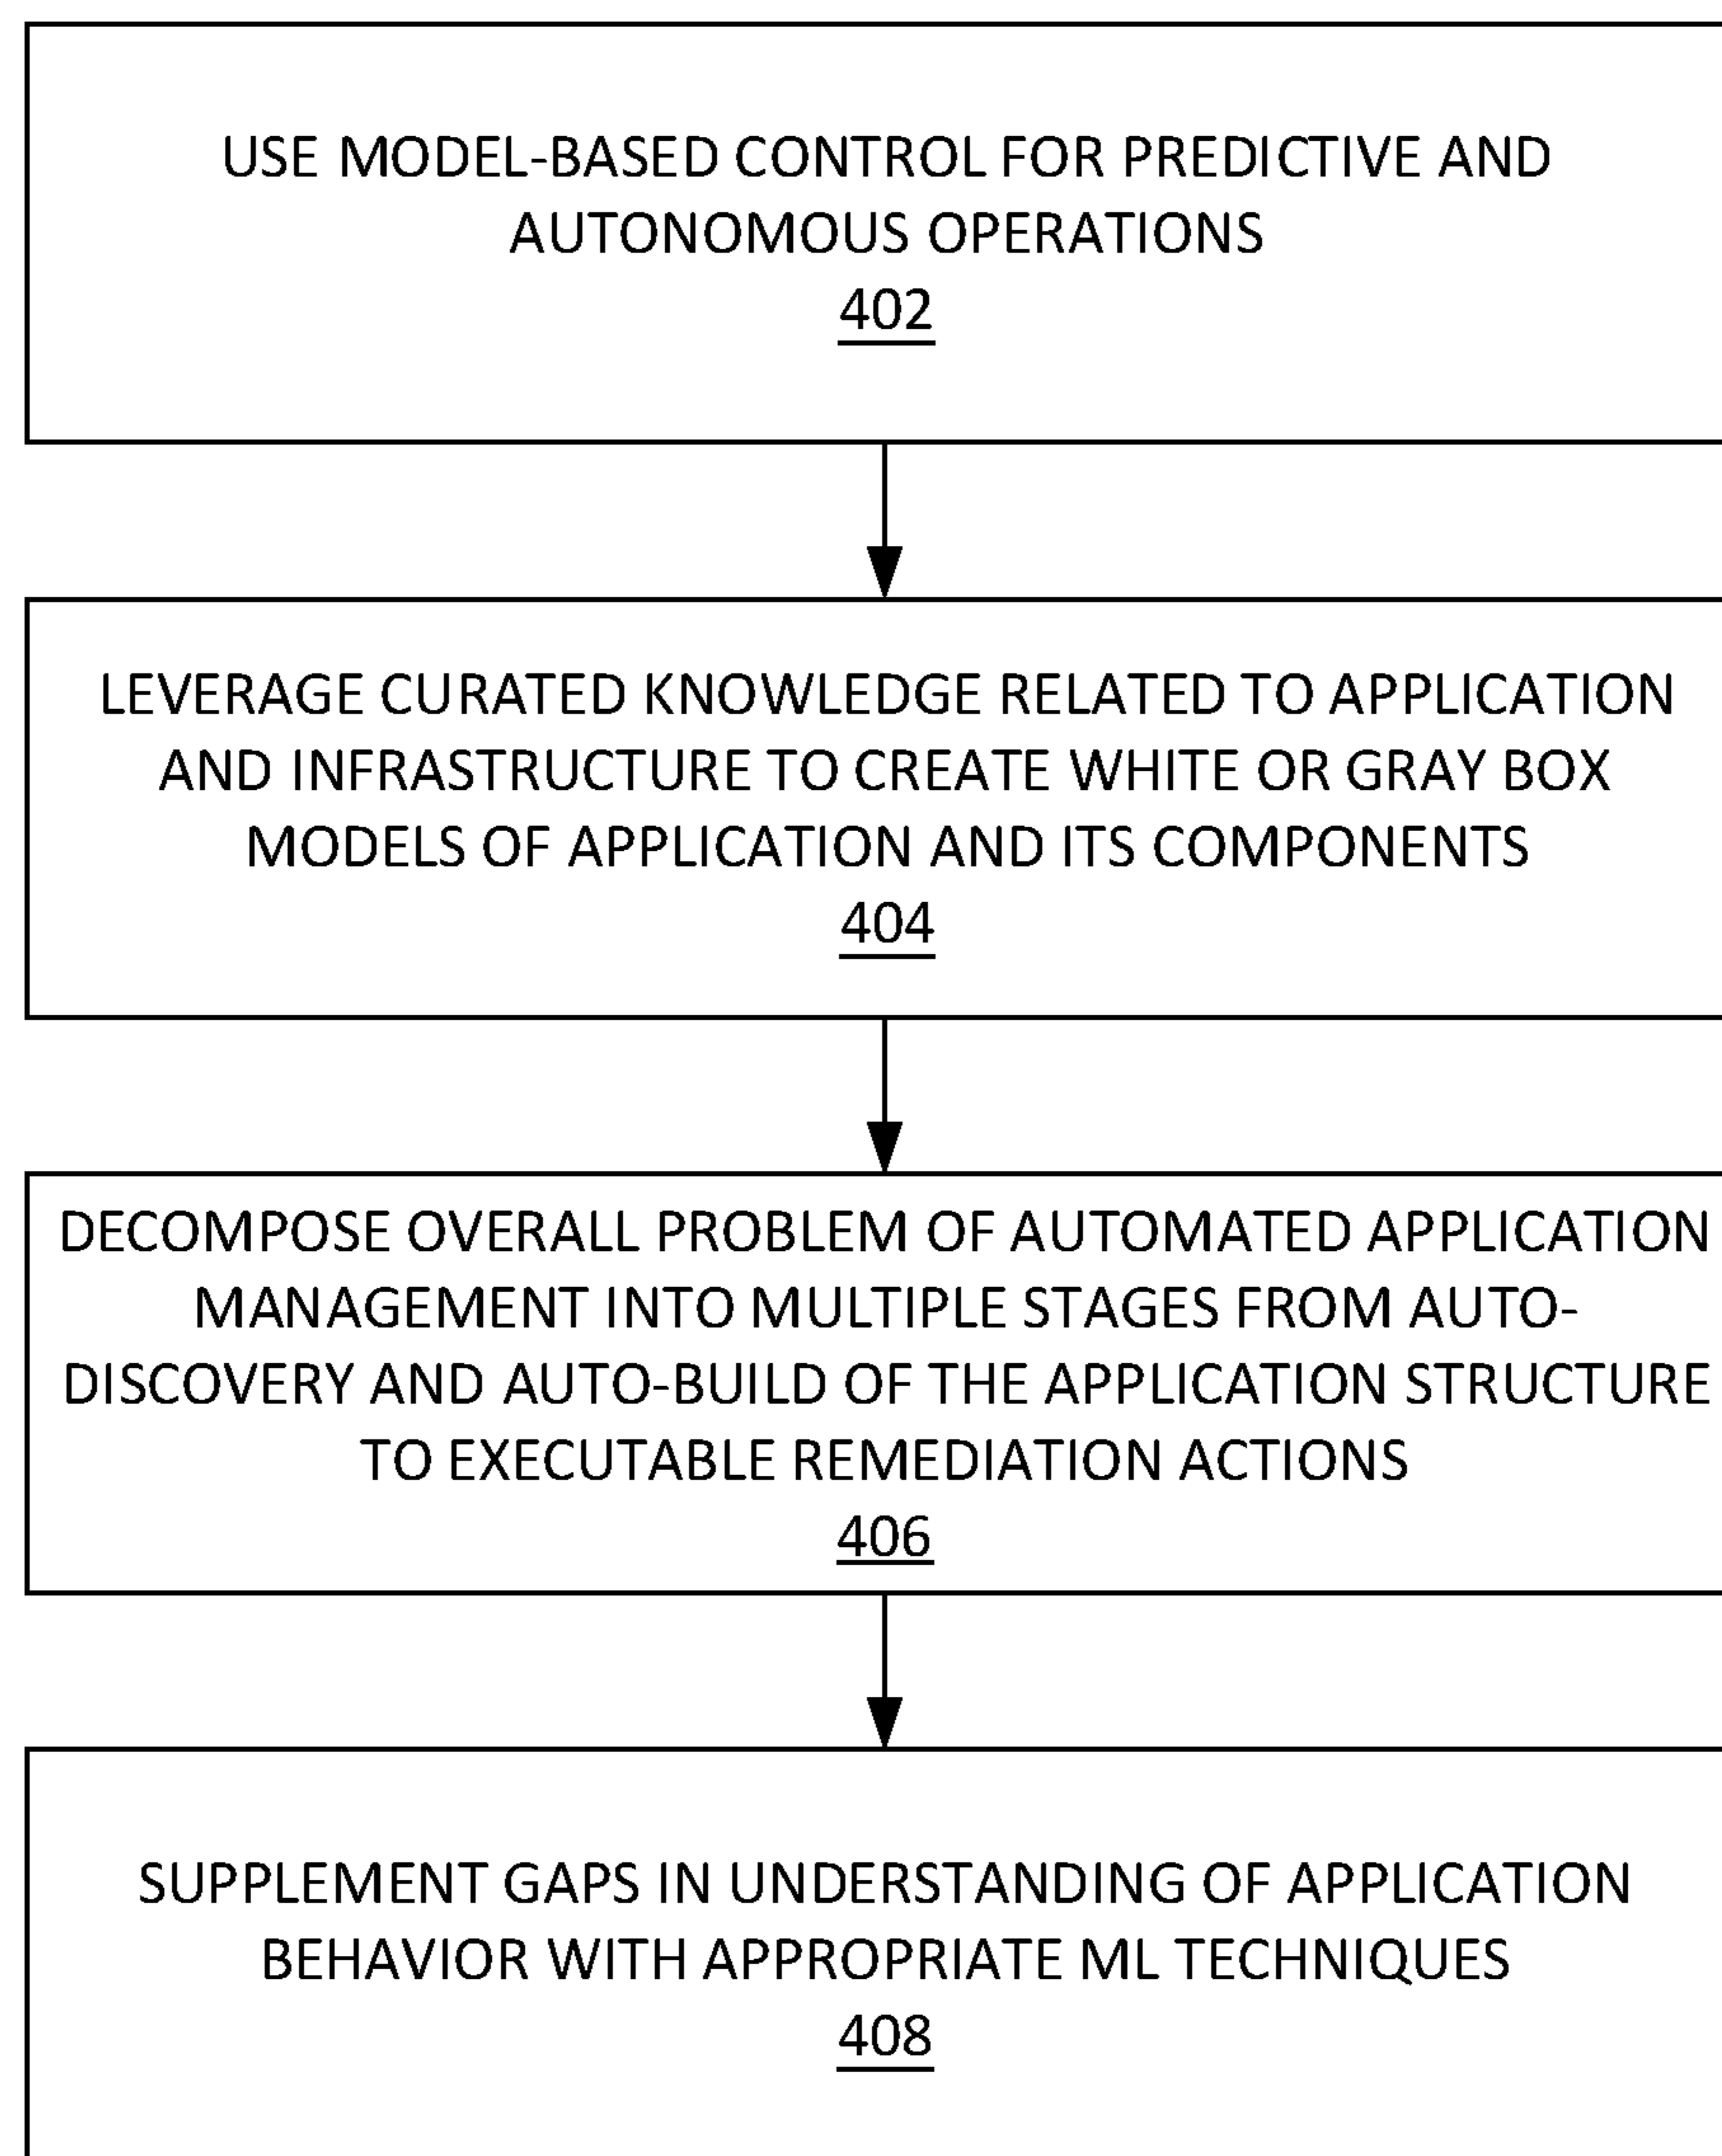 USE MODEL-BASED CONTROL FOR PREDICTIVE AND
AUTONOMOUS OPERATIONS
402
LEVERAGE CURATED KNOWLEDGE RELATED TO APPLICATION
AND INFRASTRUCTURE TO CREATE WHITE OR GRAY BOX
MODELS OF APPLICATION AND ITS COMPONENTS
404
DECOMPOSE OVERALL PROBLEM OF AUTOMATED APPLICATION
MANAGEMENT INTO MULTIPLE STAGES FROM AUTO-
DISCOVERY AND AUTO-BUILD OF THE APPLICATION STRUCTURE
TO EXECUTABLE REMEDIATION ACTIONS
406
SUPPLEMENT GAPS IN UNDERSTANDING OF APPLICATION
BEHAVIOR WITH APPROPRIATE ML TECHNIQUES
408